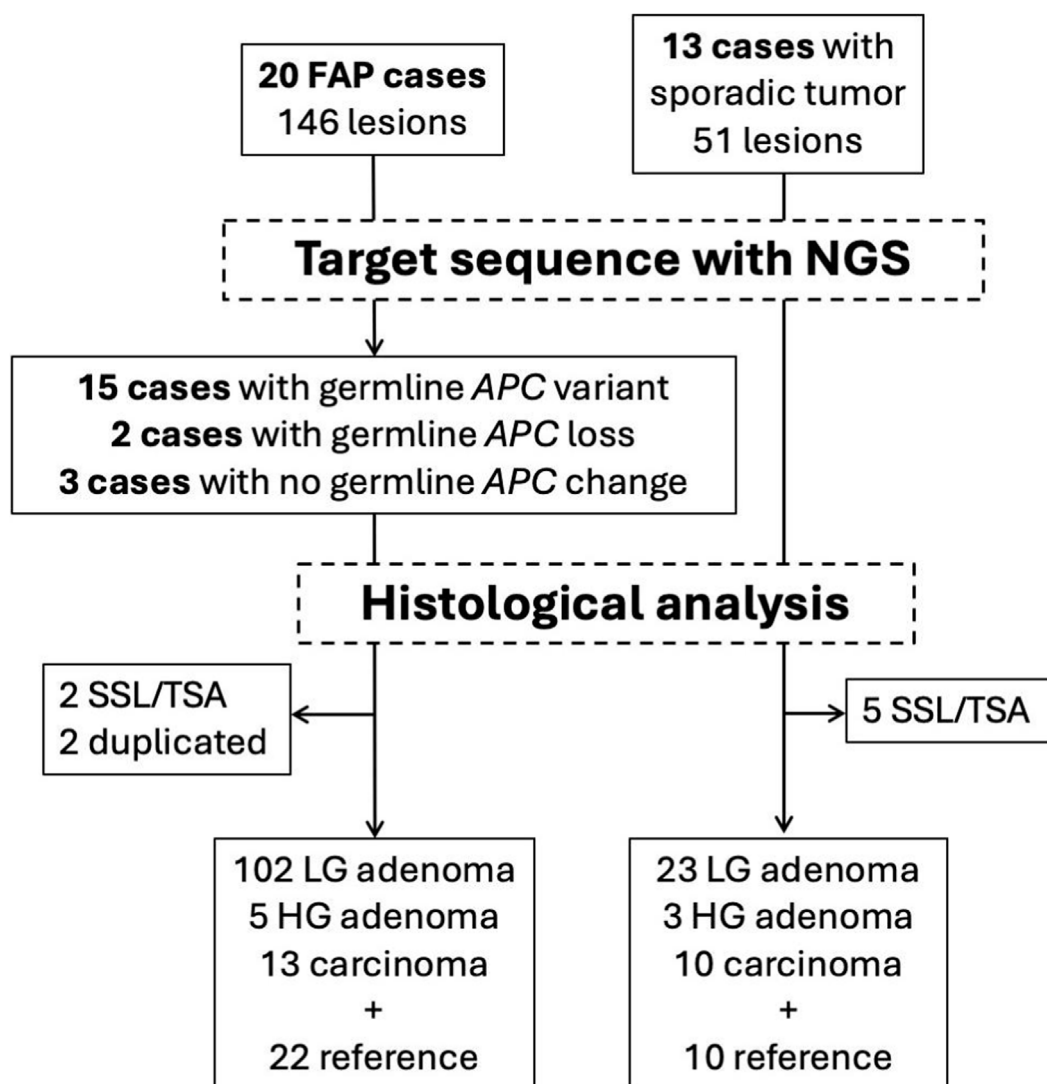 20 FAP cases
146 lesions
13 cases with
sporadic tumor
51 lesions
Target sequence with NGS
15 cases with germline APC variant
2 cases with germline APC loss
3 cases with no germline APC change
Histological analysis
2 SSL/TSA
2 duplicated
5 SSL/TSA
102 LG adenoma
5 HG adenoma
13 carcinoma
+
22 reference
23 LG adenoma
3 HG adenoma
10 carcinoma
+
10 reference